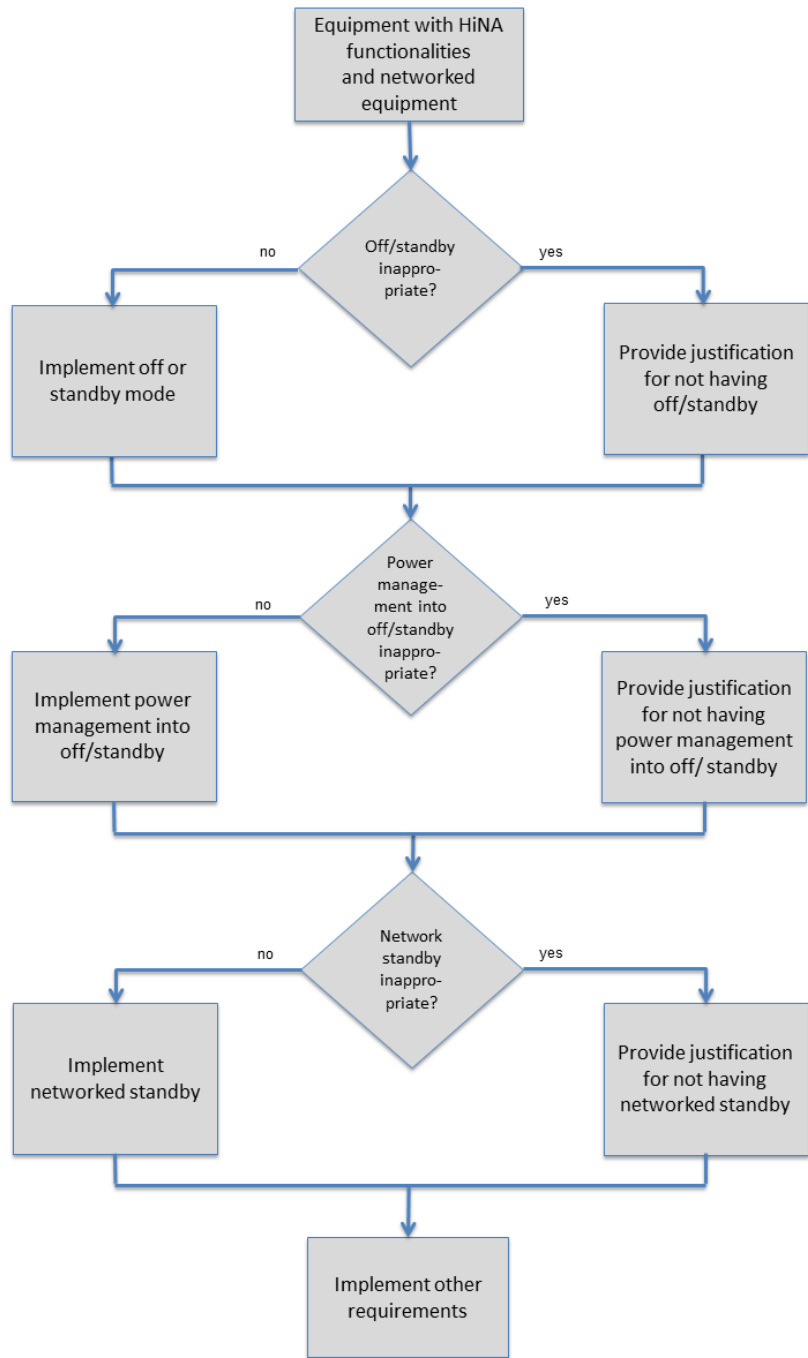 Equipment with HiNA
functionalities
and networked
equipment
Off/standby
inappro-
priate?
no
yes
Implement off or
standby mode
Provide justification
for not having
off/standby
Power
manage-
ment into
off/standby
inappro-
priate?
no
yes
Implement power
management into
off/standby
Provide justification
for not having
power management
into off/ standby
Network
standby
inappro-
priate?
no
yes
Implement
networked standby
Provide justification
for not having
networked standby
Implement other
requirements